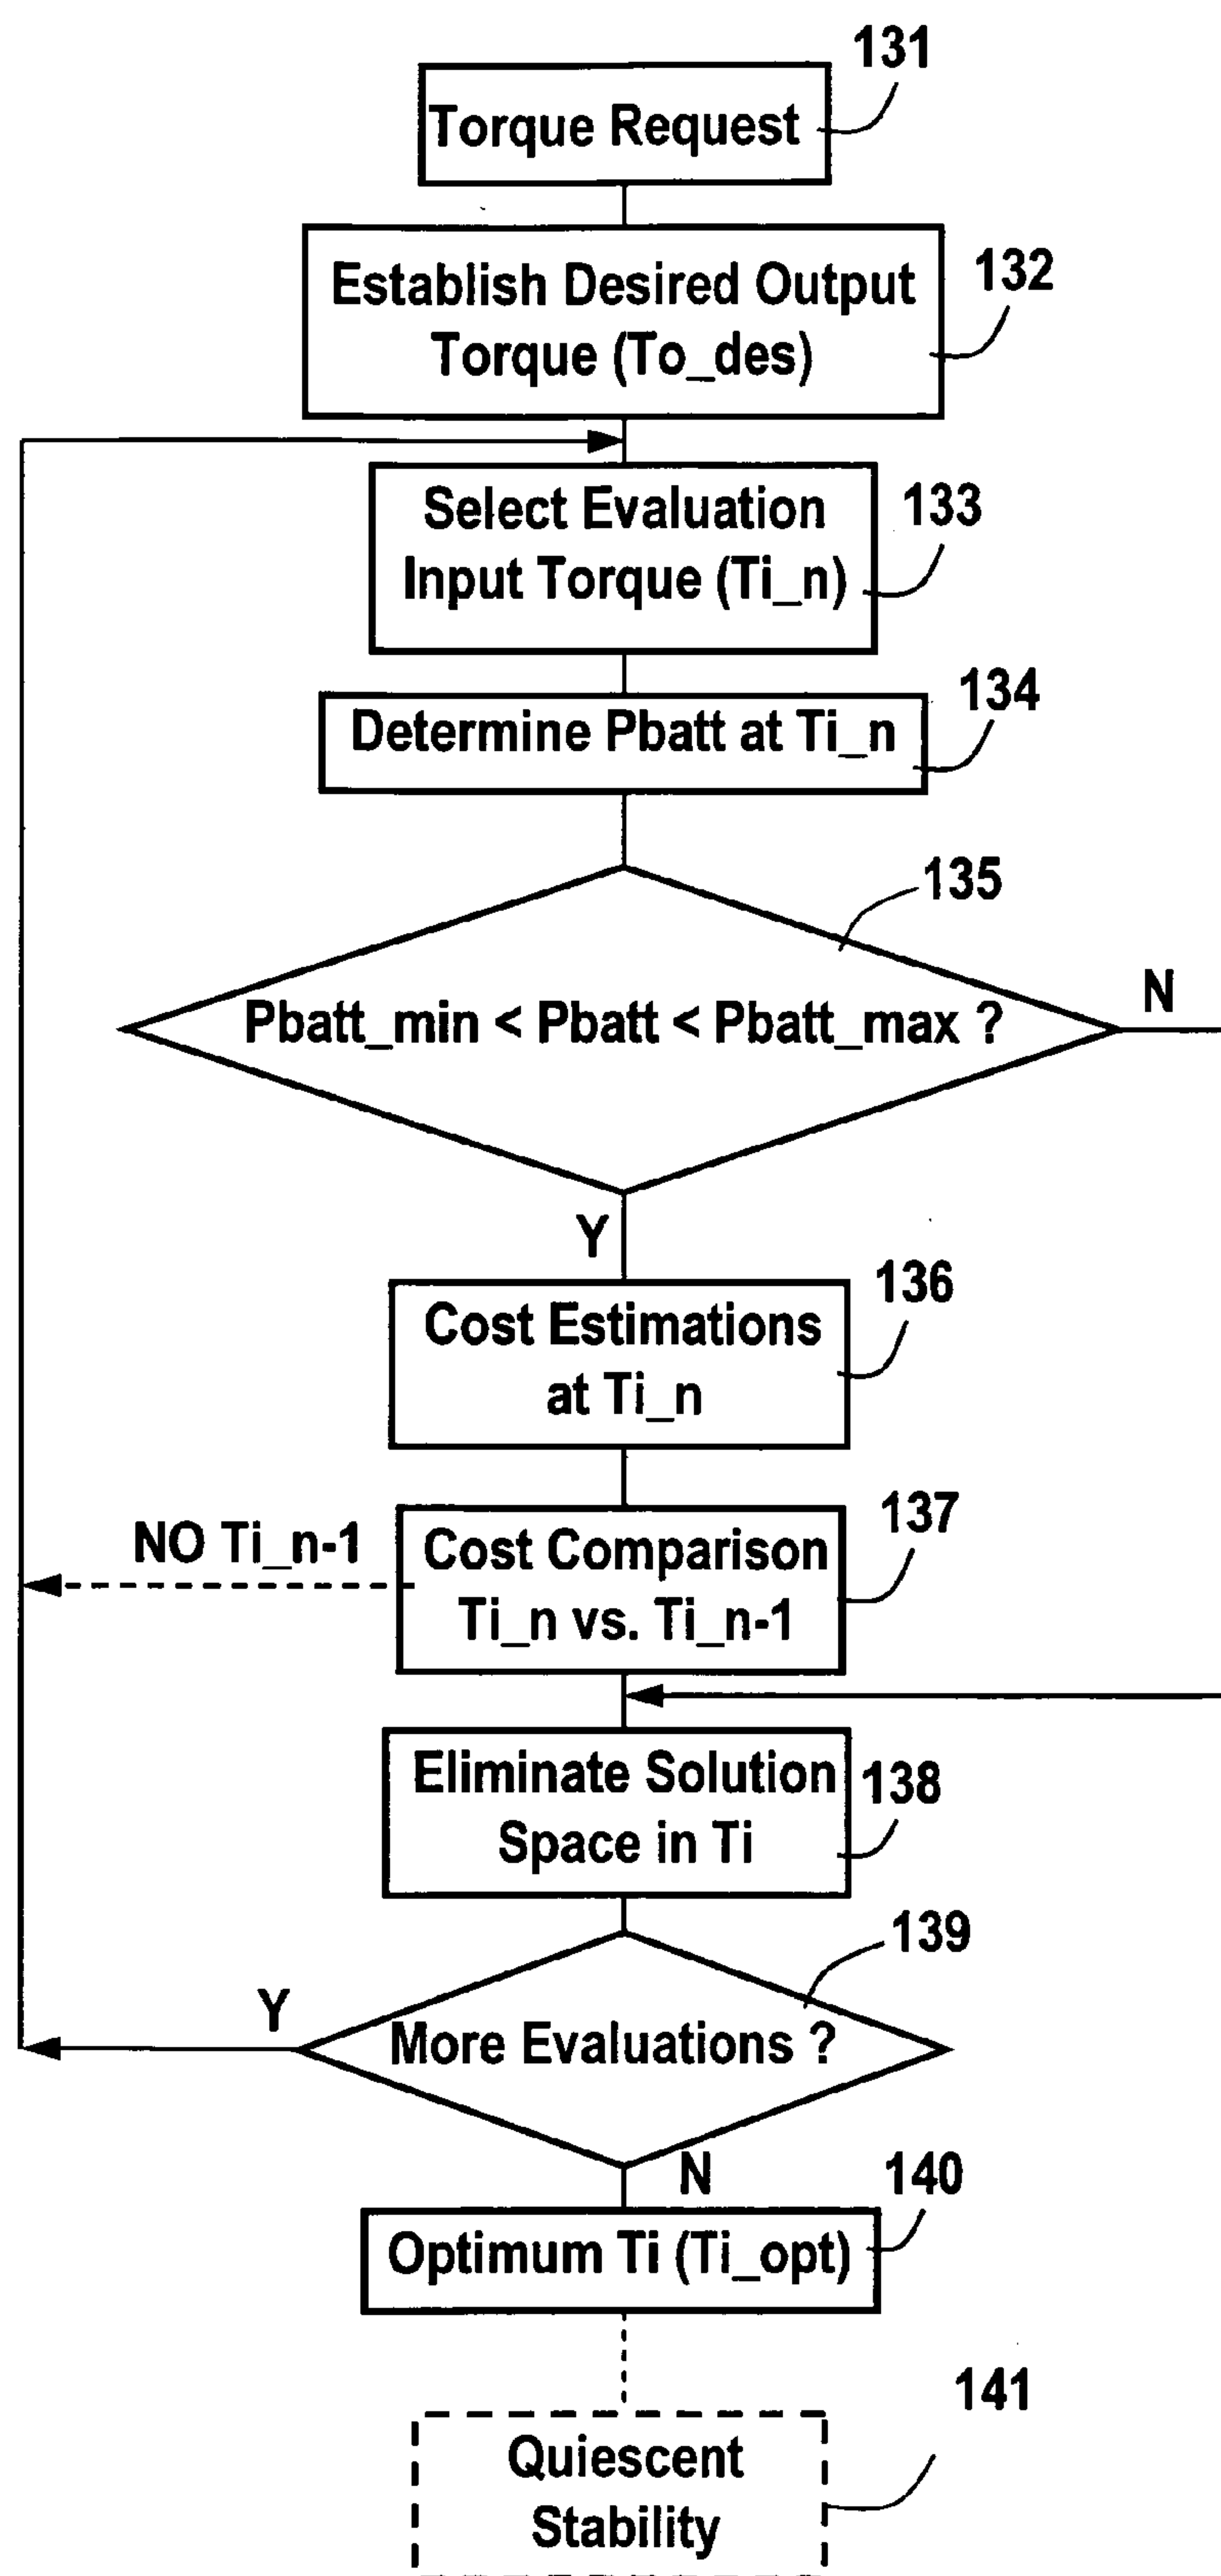 131
Torque Request
132
Establish Desired Output
Torque (To_des)
133
Select Evaluation
Input Torque (Ti_n)
134
Determine Pbatt at Ti_n
135
N
Pbatt_min < Pbatt < Pbatt_max ?
Y
136
Cost Estimations
at Ti_n
137
NO Ti_n-1
Cost Comparison
Ti_n vs. Ti_n-1
138
Eliminate Solution
Space in Ti
139
Y
More Evaluations ?
N
140
Optimum Ti (Ti_opt)
141
Quiescent
Stability